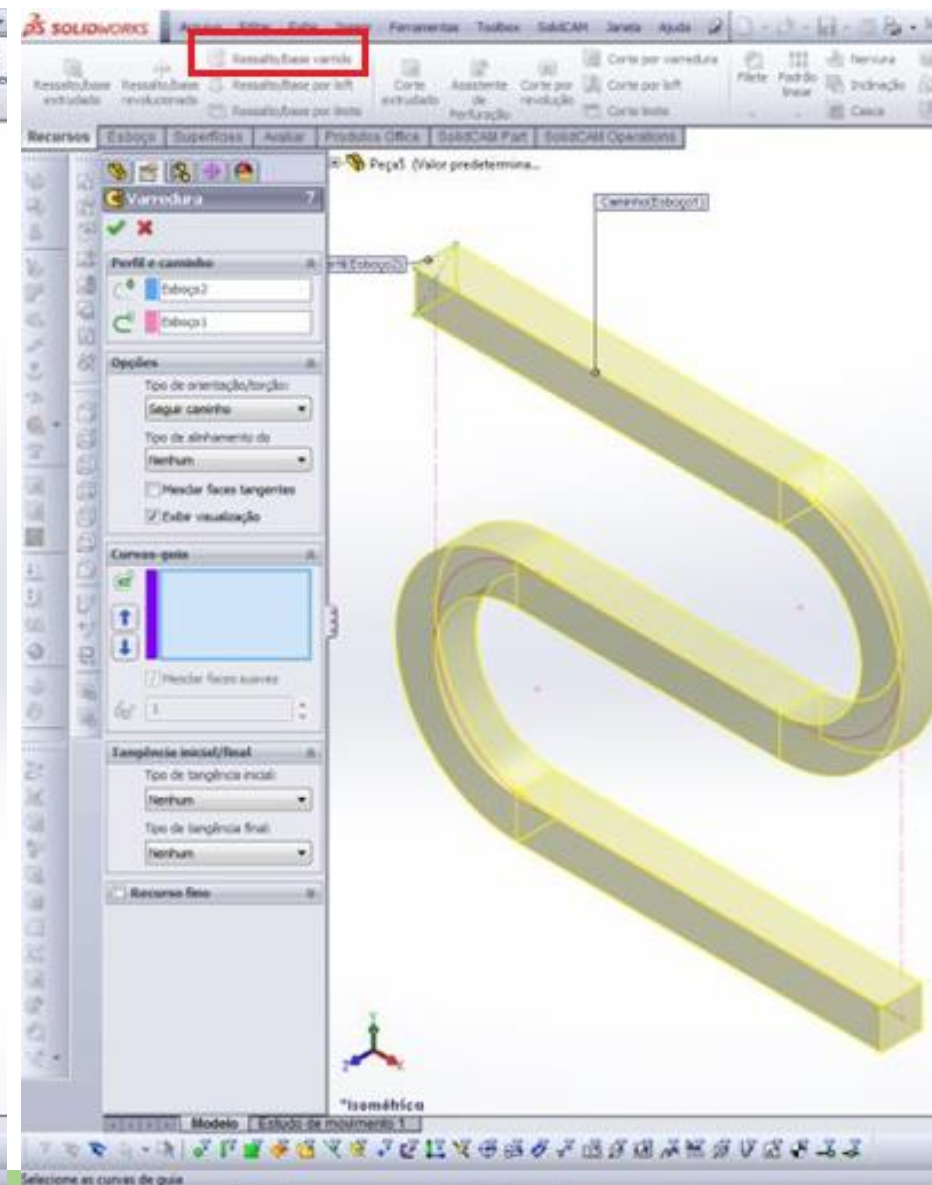 SOLIDWORKS Arquivo Editar Exibir Inserir Ferramentas Toolbox SolidCAM Janela Ajuda
Ressalto/base extrudado
Ressalto/base revolucionado
Ressalto/base varrido
Ressalto/base por loft
Ressalto/base por limite
Corte extrudado
Assistente de Perfuração
Corte por revolução
Corte por varredura
Corte por loft
Corte limite
Filete
Padrão linear
Nervura
Inclinação
Casca
Recursos Esboço Superfícies Avaliar Produtos Office SolidCAM Part SolidCAM Operations
Peça5 (Valor predetermina...
Varredura ?
Perfil e caminho
Esboço2
Esboço1
Opções
Tipo de orientação/torção:
Seguir caminho
Tipo de alinhamento do
Nenhum
Mesclar faces tangentes
Exibir visualização
Curvas-guia
Mesclar faces suaves
1
Tangência inicial/final
Tipo de tangência inicial:
Nenhum
Tipo de tangência final:
Nenhum
Recurso fino
Caminho(Esboço1)
(Esboço2)
Y
Z X
*Isométrica
Modelo Estudo de movimento 1
Selecione as curvas de guia